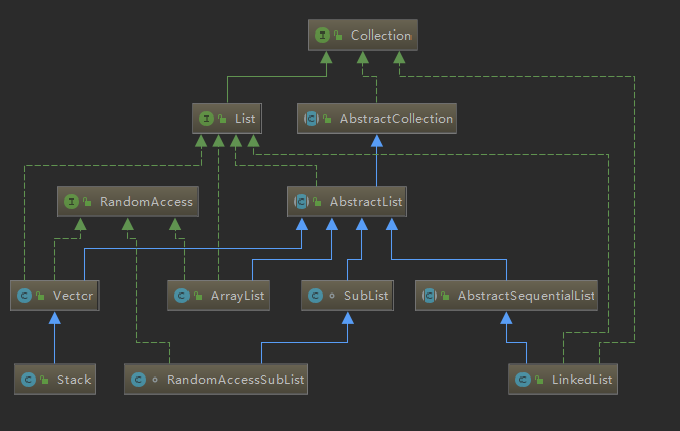 Collection
List
AbstractCollection
RandomAccess
AbstractList
Vector
ArrayList
SubList
AbstractSequentialList
Stack
RandomAccessSubList
LinkedList